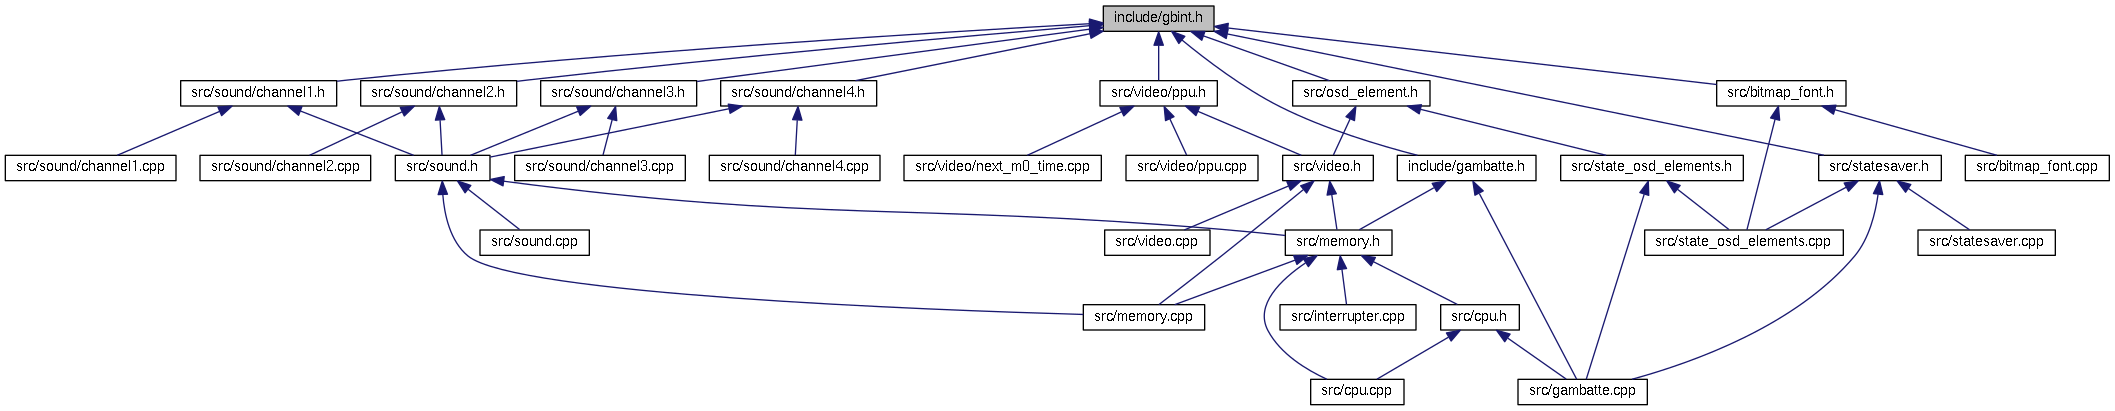 include/gbint.h
src/sound/channel1.h
src/sound/channel2.h
src/sound/channel3.h
src/sound/channel4.h
src/video/ppu.h
src/osd_element.h
src/bitmap_font.h
src/sound/channel1.cpp
src/sound/channel2.cpp
src/sound.h
src/sound/channel3.cpp
src/sound/channel4.cpp
src/video/next_m0_time.cpp
src/video/ppu.cpp
src/video.h
include/gambatte.h
src/state_osd_elements.h
src/statesaver.h
src/bitmap_font.cpp
src/sound.cpp
src/video.cpp
src/memory.h
src/state_osd_elements.cpp
src/statesaver.cpp
src/memory.cpp
src/interrupter.cpp
src/cpu.h
src/cpu.cpp
src/gambatte.cpp